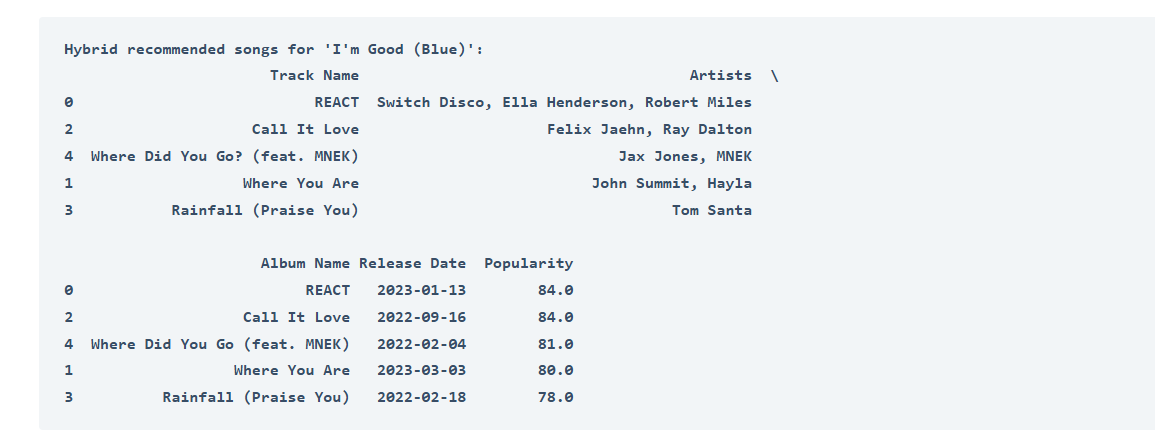 Hybrid recommended songs for 'I'm Good (Blue)':
Track Name Artists \
0 REACT Switch Disco, Ella Henderson, Robert Miles
2 Call It Love Felix Jaehn, Ray Dalton
4 Where Did You Go? (feat. MNEK) Jax Jones, MNEK
1 Where You Are John Summit, Hayla
3 Rainfall (Praise You) Tom Santa
Album Name Release Date Popularity
0 REACT 2023-01-13 84.0
2 Call It Love 2022-09-16 84.0
4 Where Did You Go (feat. MNEK) 2022-02-04 81.0
1 Where You Are 2023-03-03 80.0
3 Rainfall (Praise You) 2022-02-18 78.0